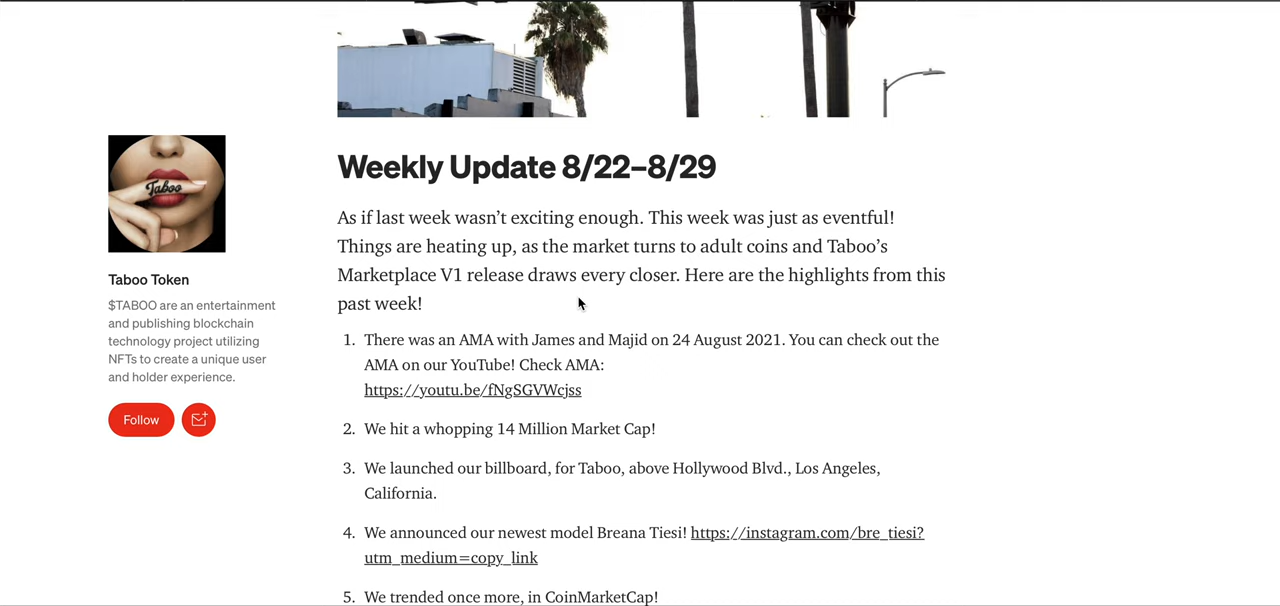 Taboo
Taboo Token
$TABOO are an entertainment
and publishing blockchain
technology project utilizing
NFTs to create a unique user
and holder experience.
Follow
Weekly Update 8/22–8/29
As if last week wasn’t exciting enough. This week was just as eventful!
Things are heating up, as the market turns to adult coins and Taboo’s
Marketplace V1 release draws every closer. Here are the highlights from this
past week!
1. There was an AMA with James and Majid on 24 August 2021. You can check out the
AMA on our YouTube! Check AMA:
https://youtu.be/fNgSGVWcjss
2. We hit a whopping 14 Million Market Cap!
3. We launched our billboard, for Taboo, above Hollywood Blvd., Los Angeles,
California.
4. We announced our newest model Breana Tiesi! https://instagram.com/bre_tiesi?
utm_medium=copy_link
5. We trended once more, in CoinMarketCap!